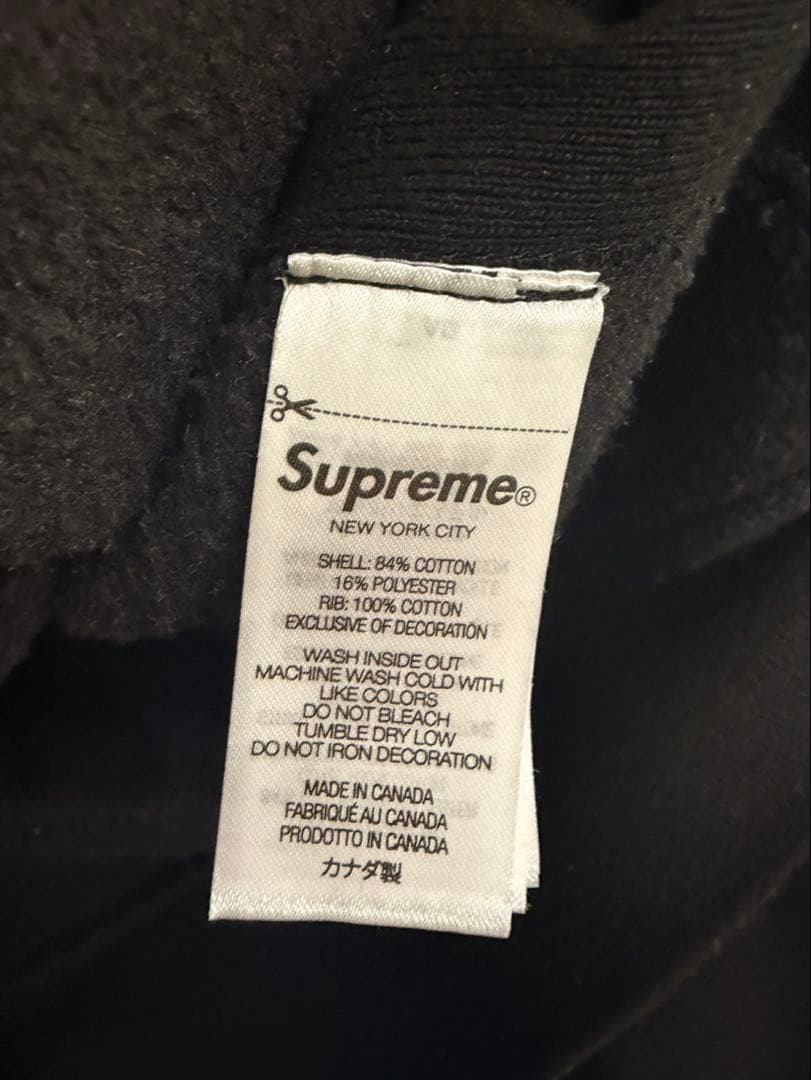 Supreme®
NEW YORK CITY
SHELL: 84% COTTON
16% POLYESTER
RIB: 100% COTTON
EXCLUSIVE OF DECORATION
WASH INSIDE OUT
MACHINE WASH COLD WITH
LIKE COLORS
DO NOT BLEACH
TUMBLE DRY LOW
DO NOT IRON DECORATION
MADE IN CANADA
FABRIQUÉ AU CANADA
PRODOTTO IN CANADA
カナダ製